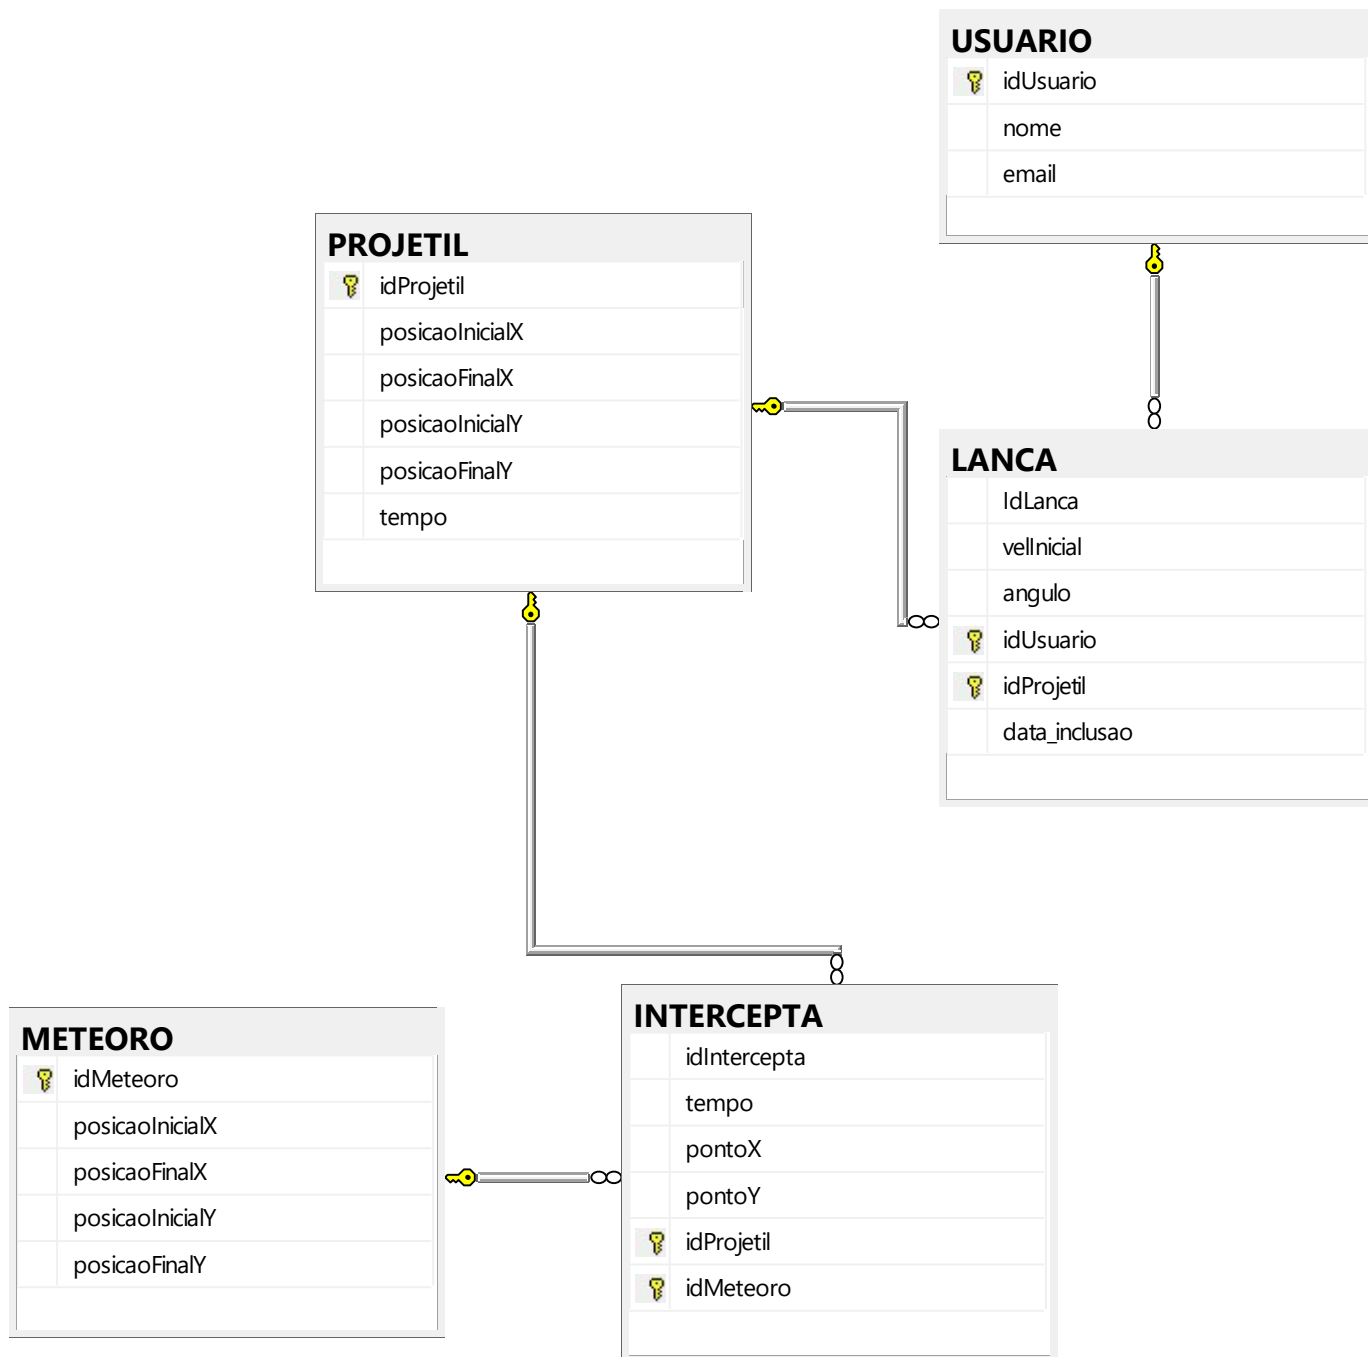 USUARIO
idUsuario
nome
email
PROJETIL
idProjetil
posicaoInicialX
posicaoFinalX
posicaoInicialY
posicaoFinalY
tempo
LANCA
IdLanca
velInicial
angulo
idUsuario
idProjetil
data_inclusao
METEORO
idMeteoro
posicaoInicialX
posicaoFinalX
posicaoInicialY
posicaoFinalY
INTERCEPTA
idIntercepta
tempo
pontoX
pontoY
idProjetil
idMeteoro